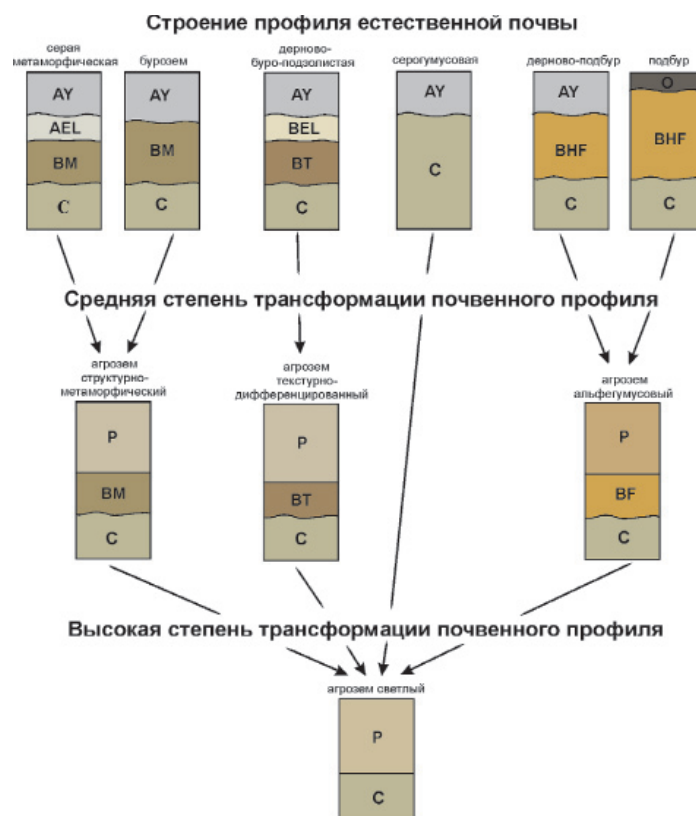 Строение профиля естественной почвы
серая
метаморфическая
бурозем
дерново-
буро-подзолистая
серогумусовая
дерново-подбур
подбур
AY
AEL
BM
C
AY
BM
C
AY
BEL
BT
C
AY
C
AY
BHF
C
O
BHF
C
Средняя степень трансформации почвенного профиля
агрозем
структурно-
метаморфический
агрозем
текстурно-
дифференцированный
агрозем
альфегумусовый
P
BM
C
P
BT
C
P
BF
C
Высокая степень трансформации почвенного профиля
агрозем светлый
P
C